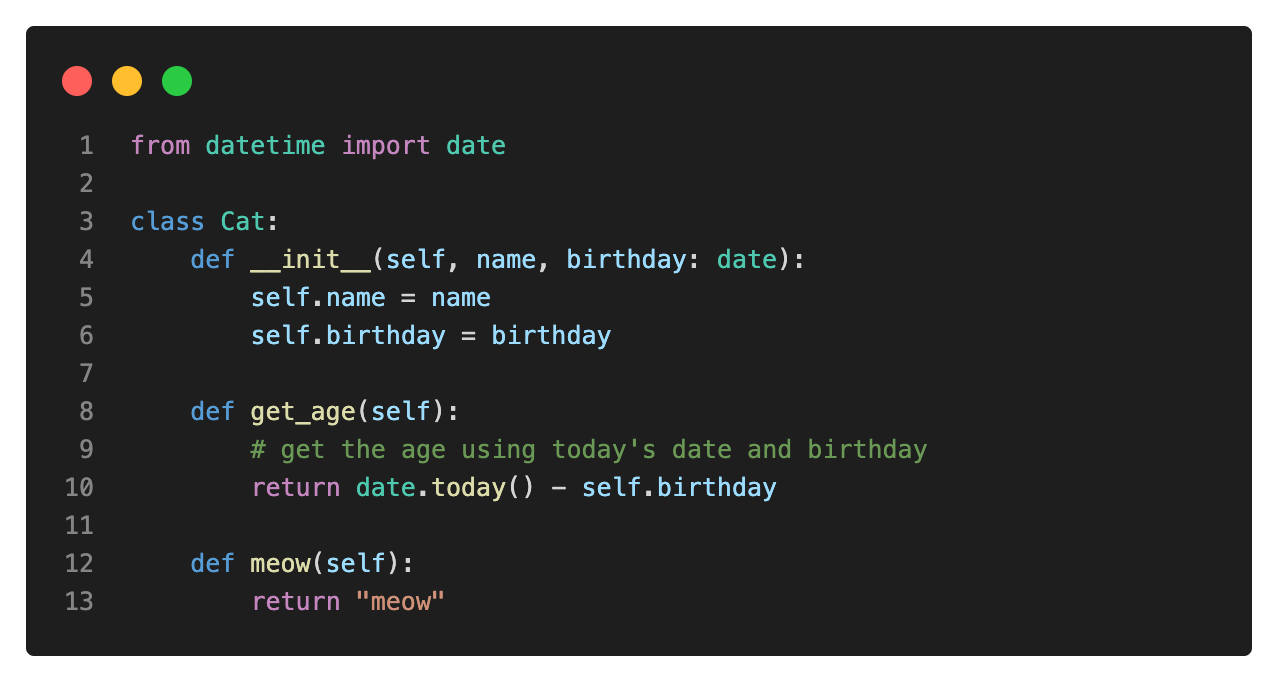 1 from datetime import date
2
3 class Cat:
4     def __init__(self, name, birthday: date):
5         self.name = name
6         self.birthday = birthday
7
8     def get_age(self):
9         # get the age using today's date and birthday
10         return date.today() - self.birthday
11
12     def meow(self):
13         return "meow"